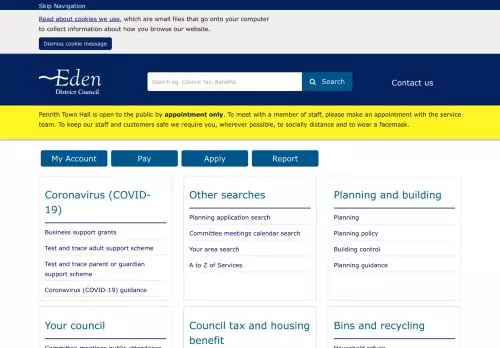 Skip Navigation
Read about cookies we use, which are small files that go onto your computer
to collect information about how you browse our website.
Dismiss cookie message
Eden
District Council
Search eg. Council Tax, Benefits
Search
Contact us
Penrith Town Hall is open to the public by appointment only. To meet with a member of staff, please make an appointment with the service
team. To keep our staff and customers safe we require you, wherever possible, to socially distance and to wear a facemask.
My Account
Pay
Apply
Report
Coronavirus (COVID-
19)
Business support grants
Test and trace adult support scheme
Test and trace parent or guardian
support scheme
Coronavirus (COVID-19) guidance
Other searches
Planning application search
Committee meetings calendar search
Your area search
A to Z of Services
Planning and building
Planning
Planning policy
Building control
Planning guidance
Your council
Committee meetings public attendance
Council tax and housing
benefit
Bins and recycling
Household refuse